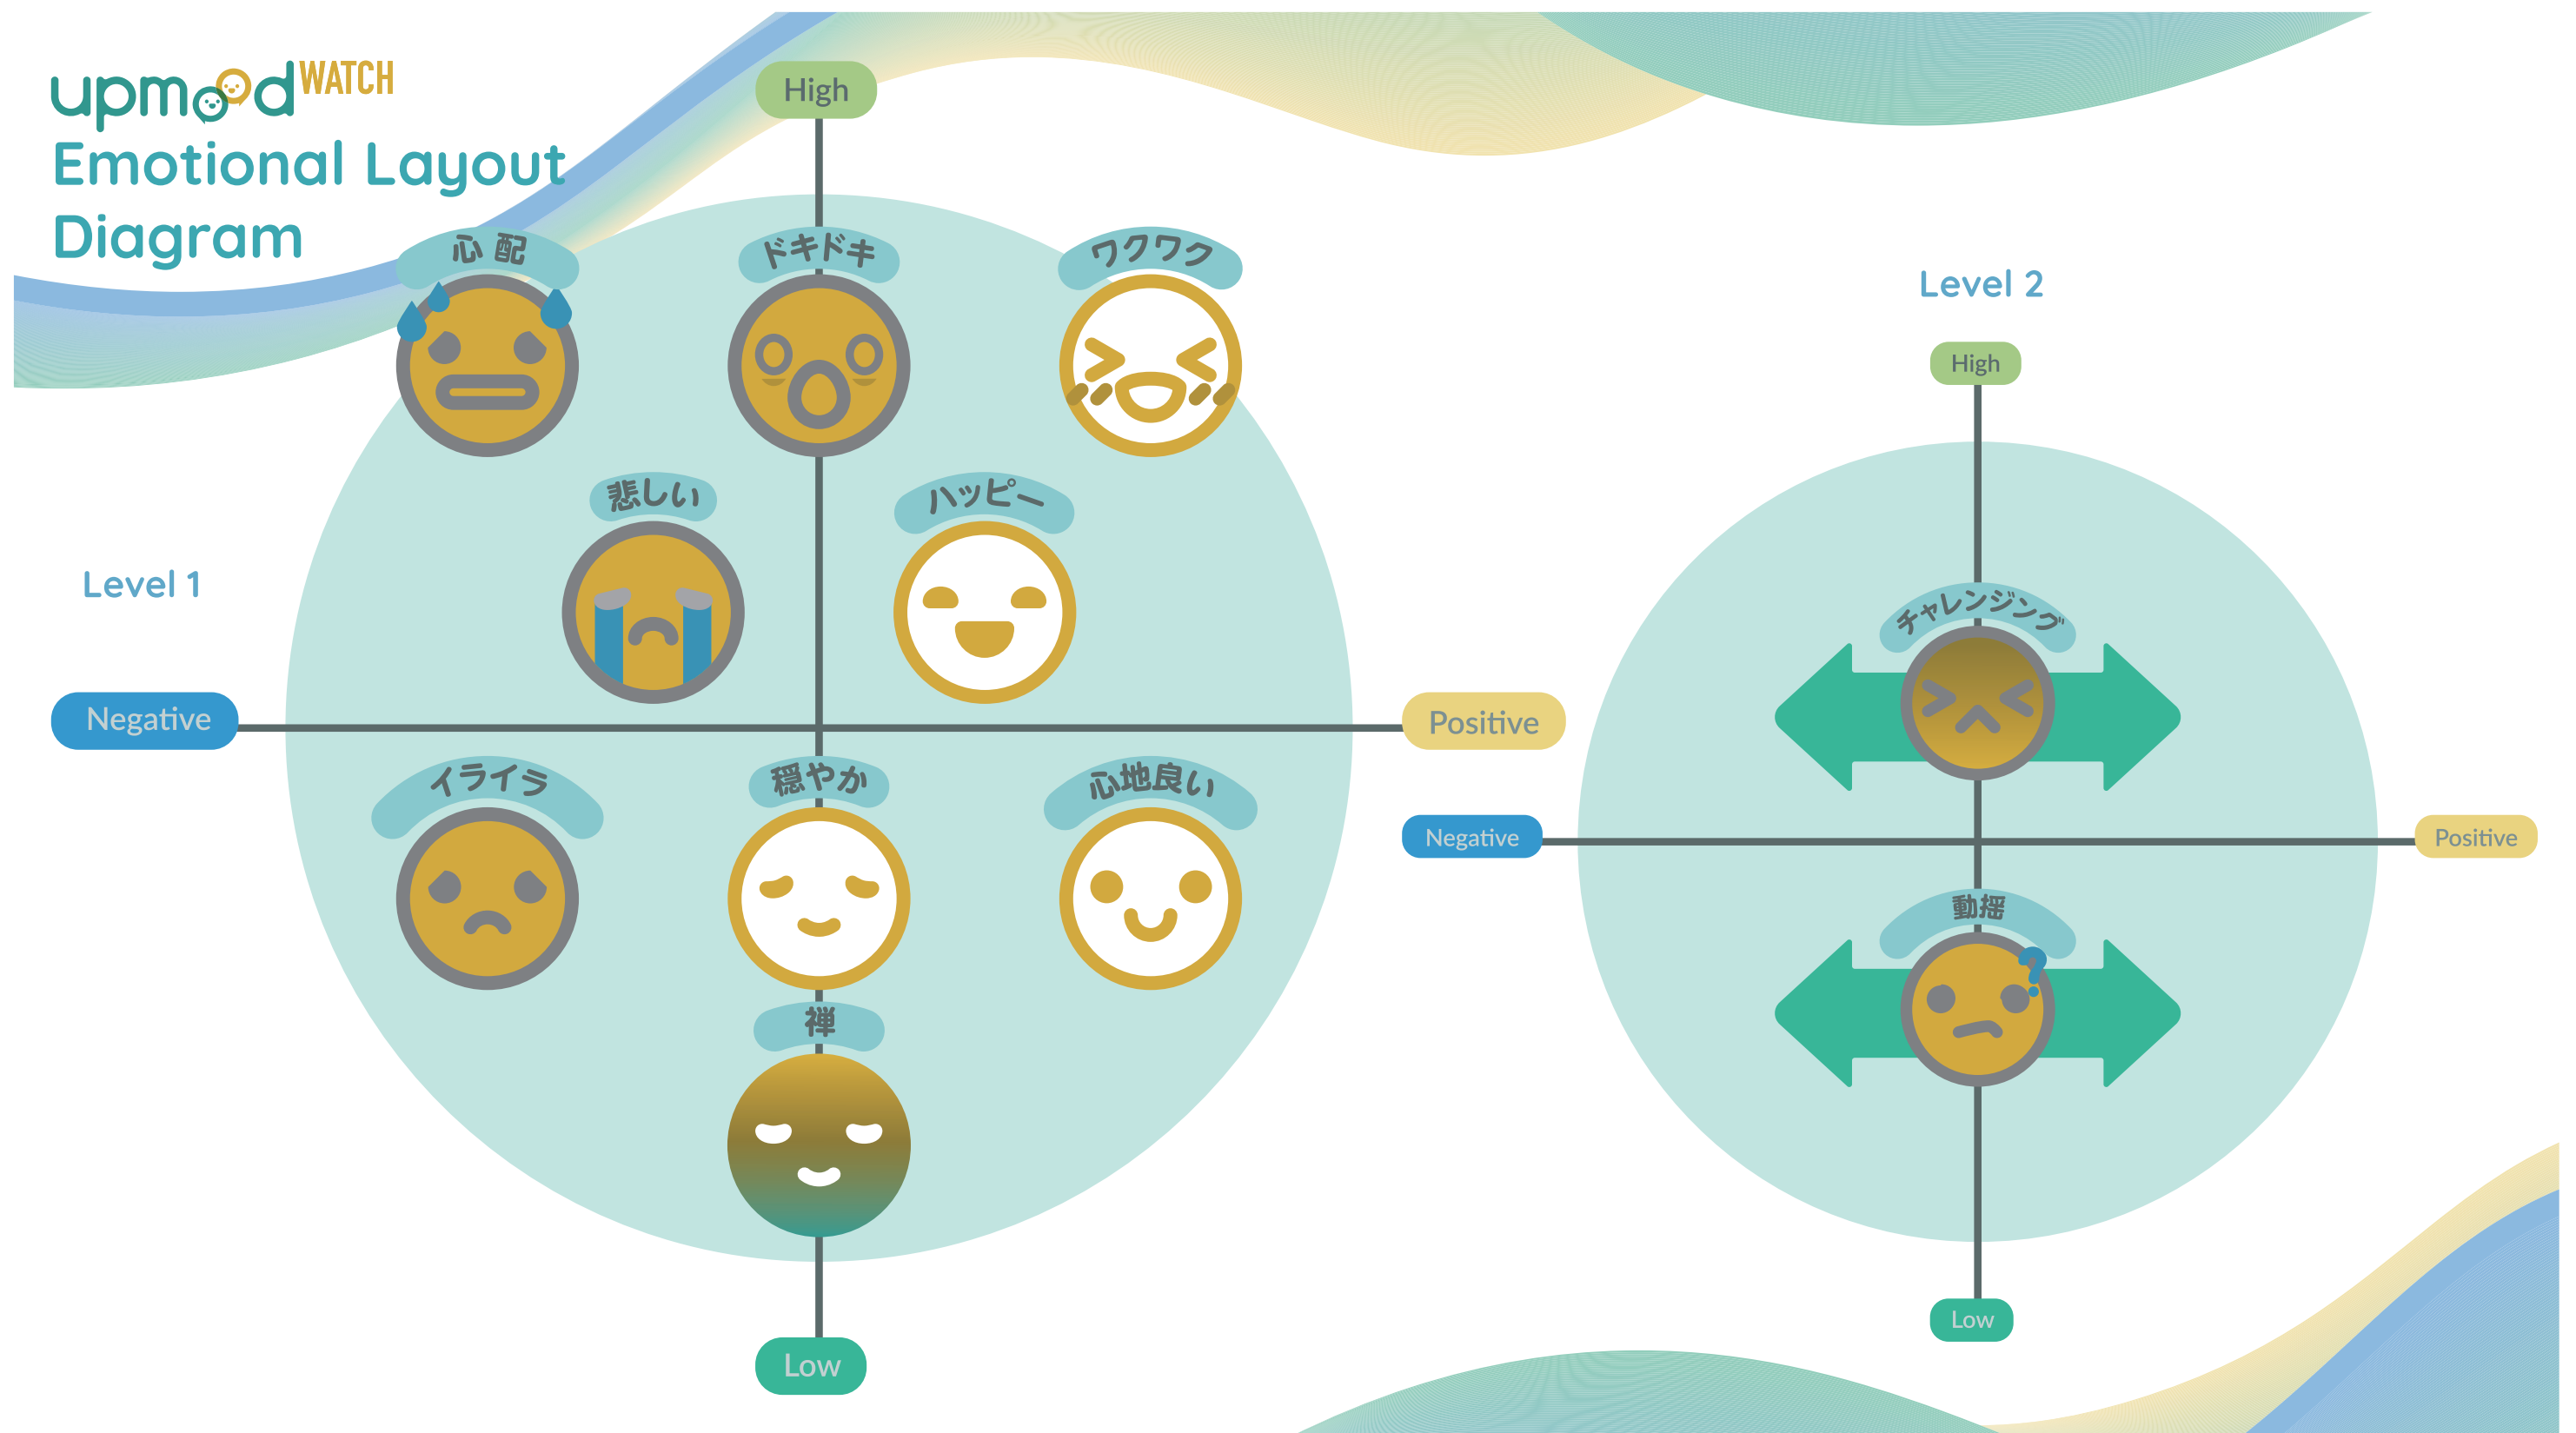 upmood WATCH
Emotional Layout
Diagram
High
心配
ドキドキ
ワクワク
悲しい
ハッピー
Level 1
Negative
Positive
イライラ
穏やか
心地良い
禅
Low
Level 2
High
チャレンジング
Negative
Positive
動揺
?
Low